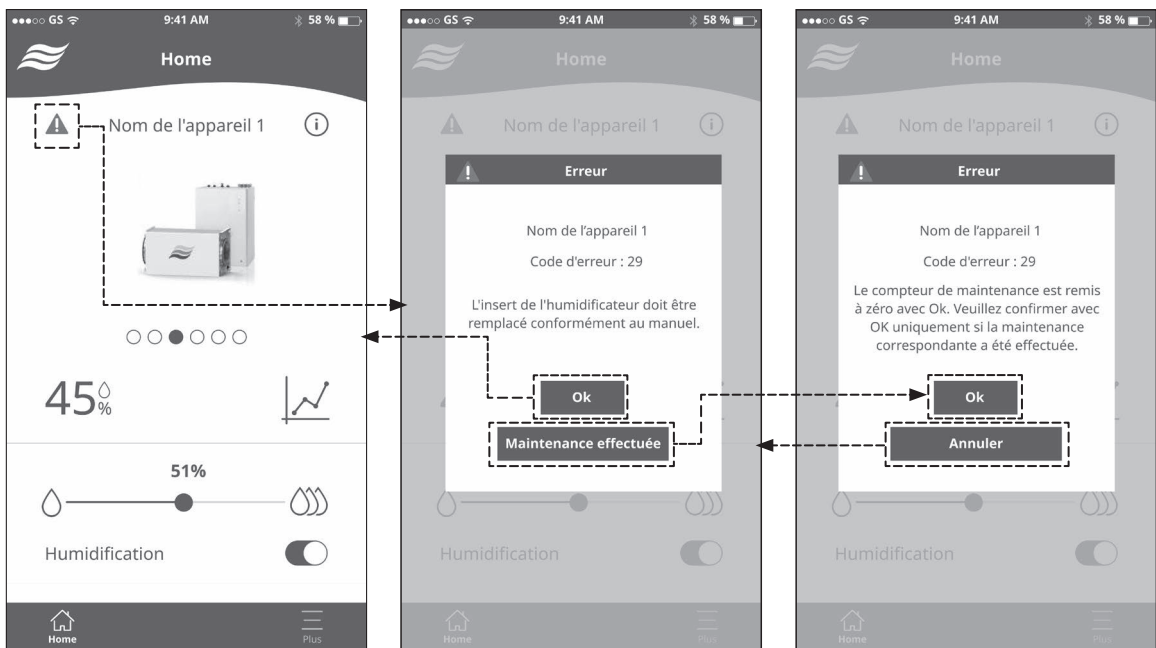 GS 9:41 AM 58 %
Home
Nom de l'appareil 1
45%
51%
Humidification
Home Plus
GS 9:41 AM 58 %
Home
Nom de l'appareil 1
Erreur
Nom de l'appareil 1
Code d'erreur : 29
L'insert de l'humidificateur doit être
remplacé conformément au manuel.
Ok
Maintenance effectuée
Humidification
Home Plus
GS 9:41 AM 58 %
Home
Nom de l'appareil 1
Erreur
Nom de l'appareil 1
Code d'erreur : 29
Le compteur de maintenance est remis
à zéro avec Ok. Veuillez confirmer avec
OK uniquement si la maintenance
correspondante a été effectuée.
Ok
Annuler
Humidification
Home Plus